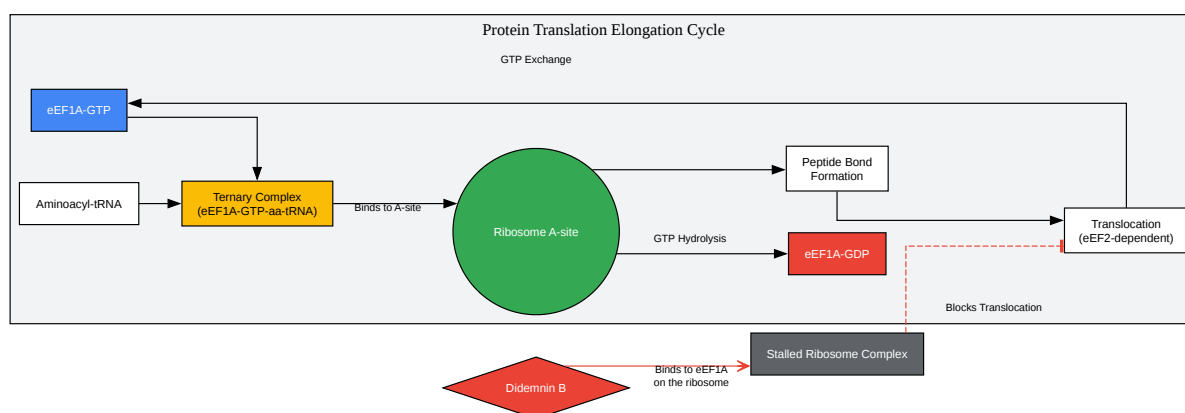 Protein Translation Elongation Cycle
GTP Exchange
eEF1A-GTP
Peptide Bond
Formation
Aminoacyl-tRNA
Ternary Complex
(eEF1A-GTP-aa-tRNA)
Binds to A-site
Ribosome A-site
GTP Hydrolysis
eEF1A-GDP
Translocation
(eEF2-dependent)
Blocks Translocation
Stalled Ribosome Complex
Binds to eEF1A
on the ribosome
Didemnin B